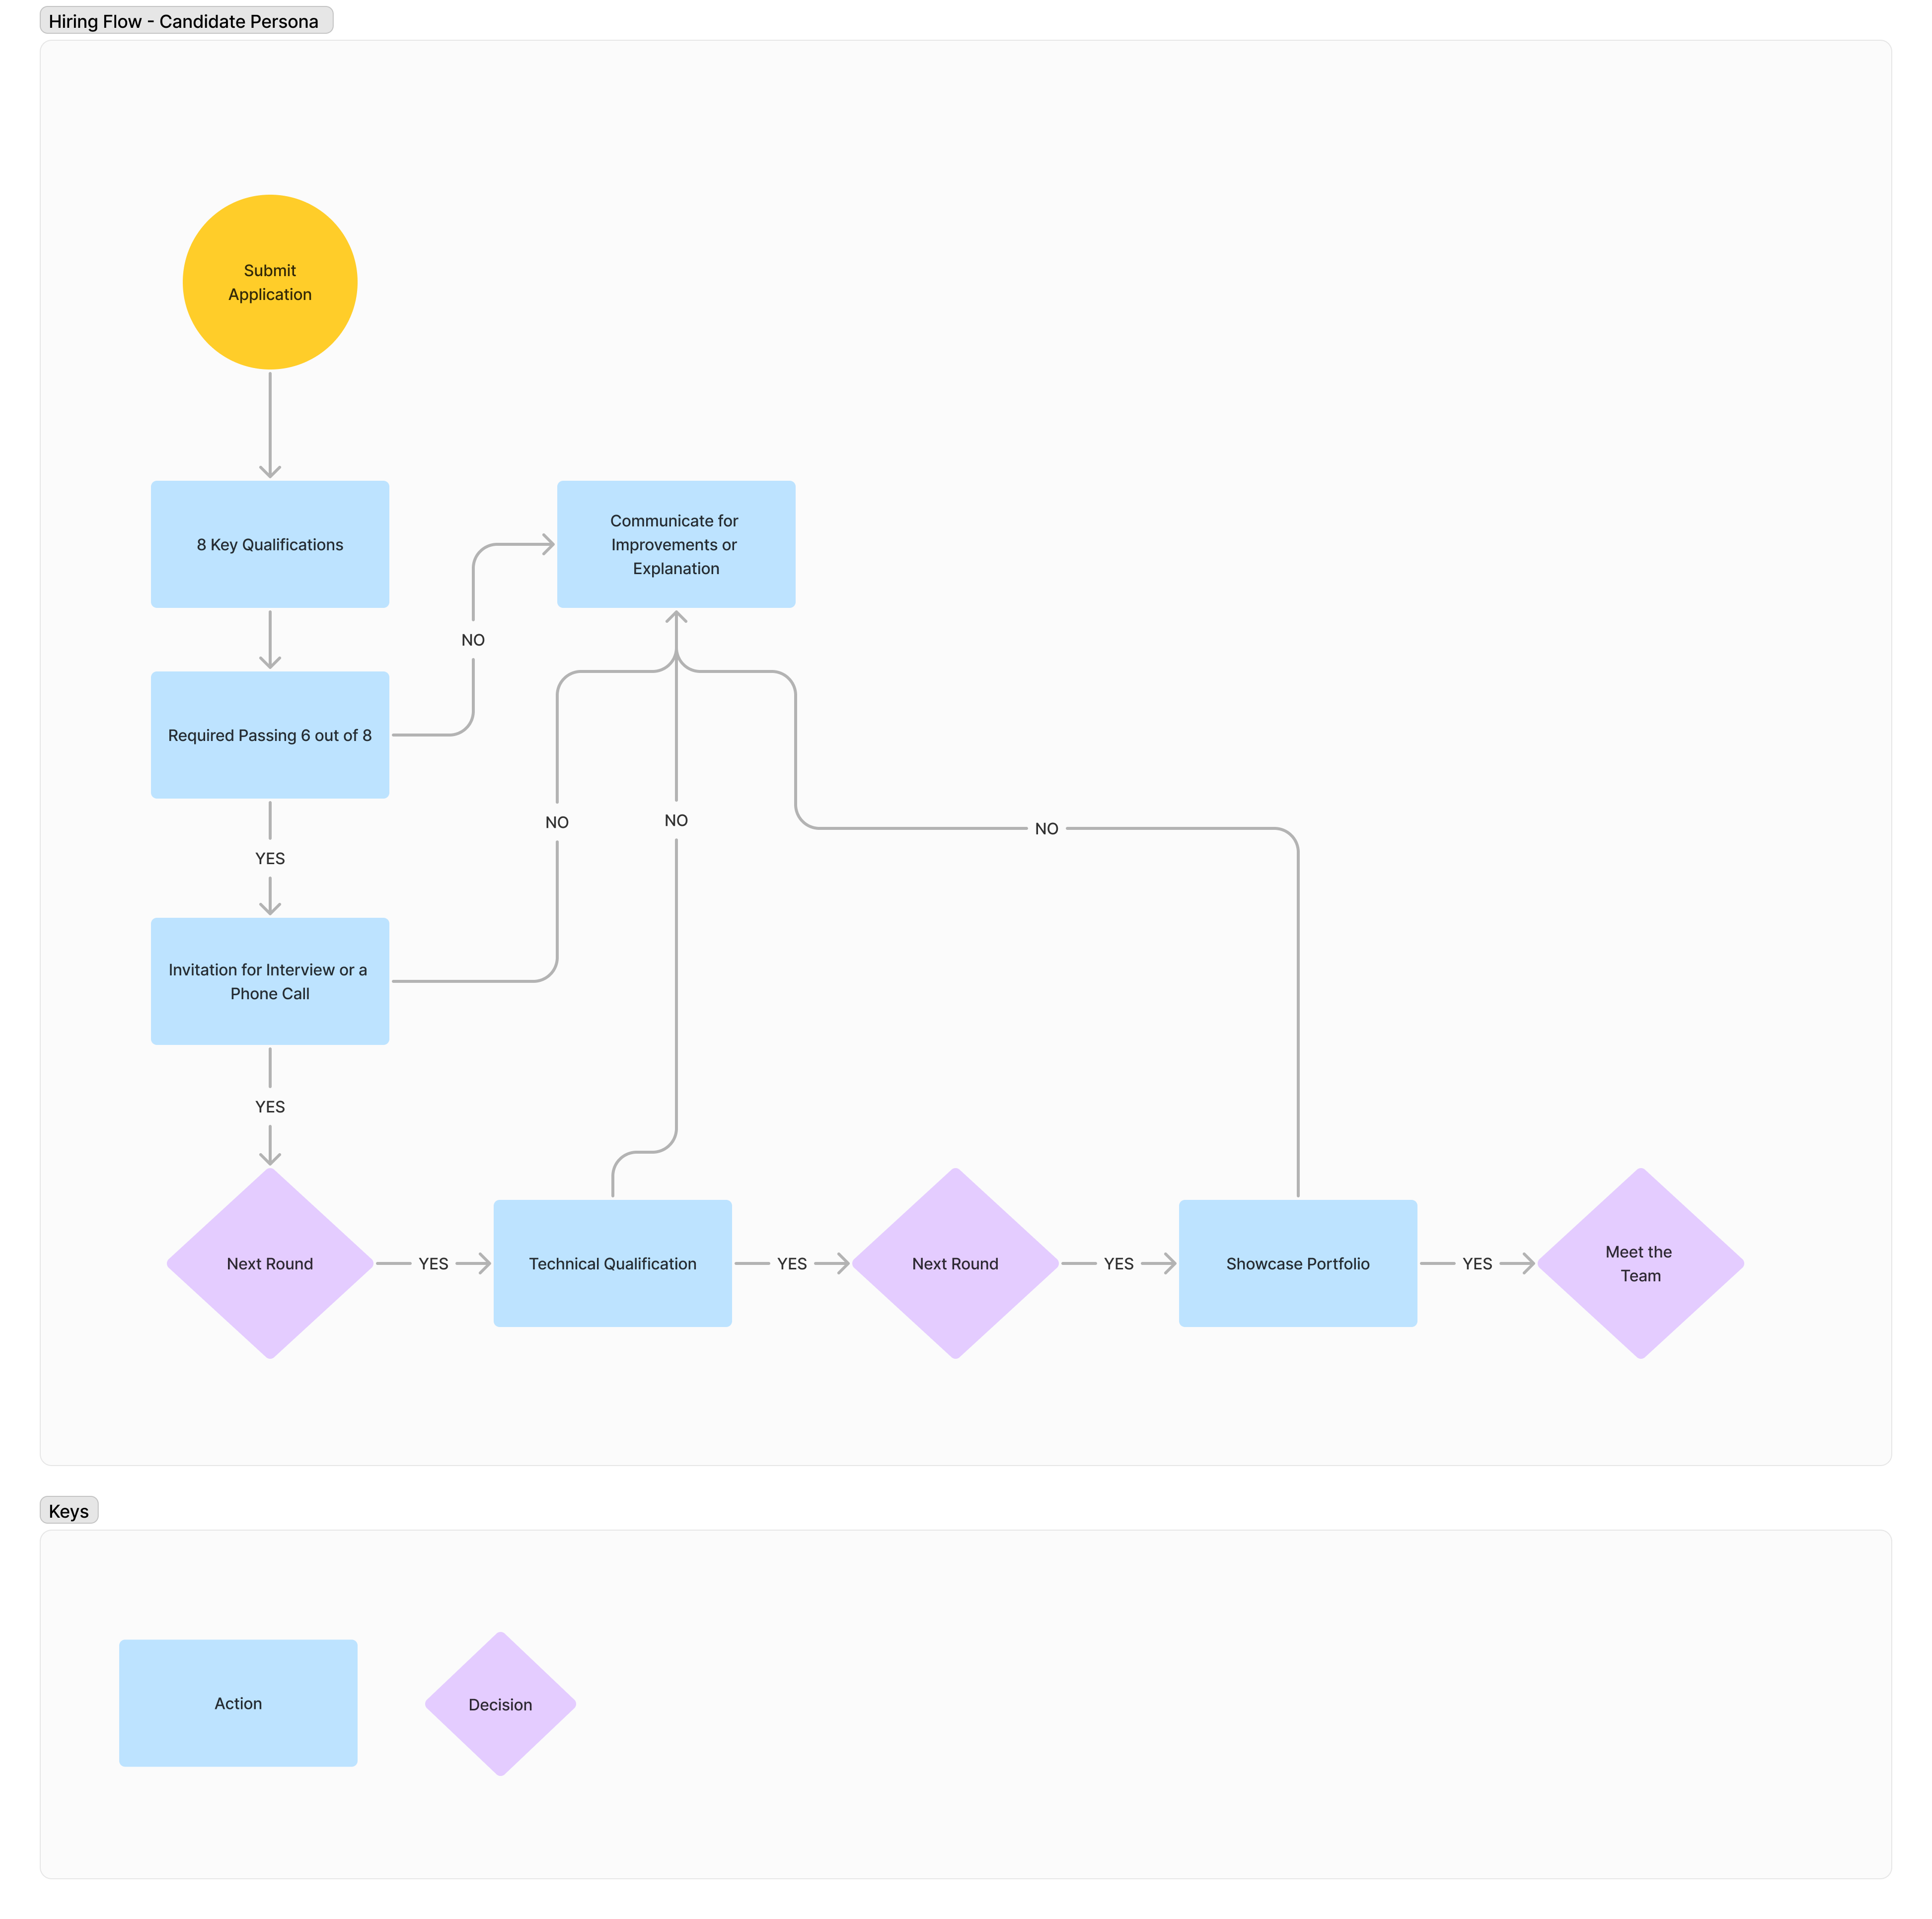 Hiring Flow - Candidate Persona
Submit
Application
8 Key Qualifications
Communicate for
Improvements or
Explanation
NO
Required Passing 6 out of 8
NO
NO
NO
YES
Invitation for Interview or a
Phone Call
YES
Next Round
YES
Technical Qualification
YES
Next Round
YES
Showcase Portfolio
YES
Meet the
Team
Keys
Action
Decision